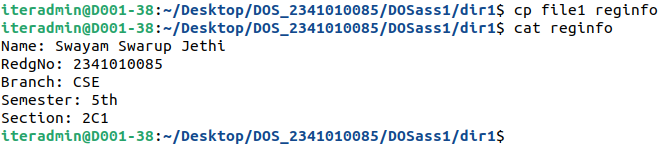 iteradmin@D001-38:~/Desktop/DOS_2341010085/DOSass1/dir1$ cp file1 reginfo
iteradmin@D001-38:~/Desktop/DOS_2341010085/DOSass1/dir1$ cat reginfo
Name: Swayam Swarup Jethi
RedgNo: 2341010085
Branch: CSE
Semester: 5th
Section: 2C1
iteradmin@D001-38:~/Desktop/DOS_2341010085/DOSass1/dir1$